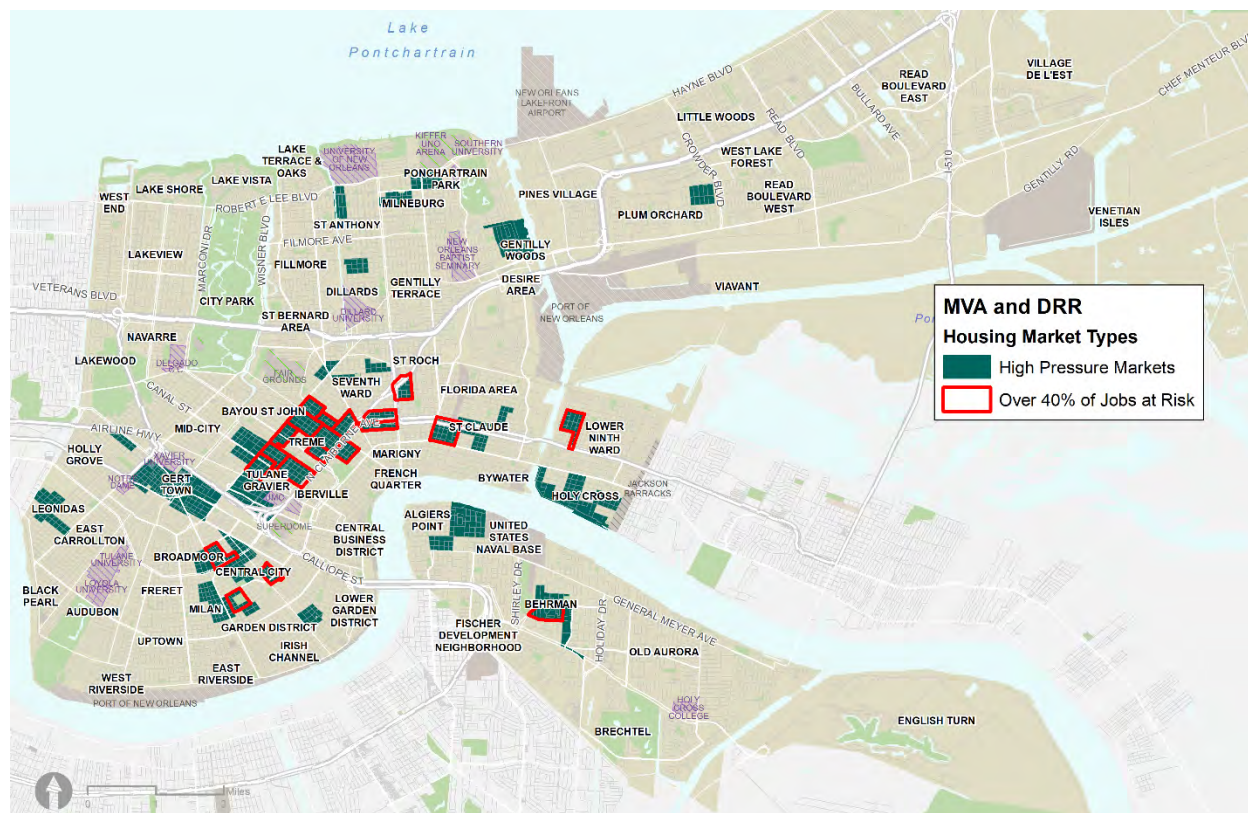 Lake
Pontchartrain
NEW ORLEANS
LAKEFRONT
AIRPORT
HAYNE BLVD
READ
BOULEVARD
EAST
VILLAGE
DE L'EST
CHEF MENTEUR BLVD
BULLARD AVE
LITTLE WOODS
READ BLVD
CROWDER BLVD
WEST LAKE
FOREST
I-510
GENTILLY RD
KIFFER
UNO
ARENA
SOUTHERN
UNIVERSITY
UNIVERSITY
OF NEW
ORLEANS
LAKE
TERRACE &
OAKS
LAKE VISTA
LAKE SHORE
WEST
END
ROBERT E LEE BLVD
PONCHARTRAIN
PARK
MILNEBURG
PINES VILLAGE
READ
BOULEVARD
WEST
PLUM ORCHARD
VENETIAN
ISLES
ST ANTHONY
FILMORE AVE
MARCONI DR
WISNER BLVD
LAKEVIEW
FILLMORE
NEW
ORLEANS
BAPTIST
SEMINARY
GENTILLY
WOODS
DESIRE
AREA
VIAVANT
VETERANS BLVD
CITY PARK
DILLARDS
GENTILLY
TERRACE
DILLARD
UNIVERSITY
ST BERNARD
AREA
PORT OF
NEW ORLEANS
NAVARRE
LAKEWOOD
DELGADO
FAIR
GROUNDS
ST ROCH
SEVENTH
WARD
FLORIDA AREA
CANAL ST
BAYOU ST JOHN
AIRLINE HWY
MID-CITY
TREME
N CLAIBORNE AVE
ST CLAUDE
LOWER
NINTH
WARD
MARIGNY
HOLLY
GROVE
XAVIER
UNIVERSITY
NOTRE
DAME
GERT
TOWN
TULANE
GRAVIER
IBERVILLE
FRENCH
QUARTER
BYWATER
HOLY CROSS
JACKSON
BARRACKS
LEONIDAS
SUPERDOME
EAST
CARROLLTON
CENTRAL
BUSINESS
DISTRICT
ALGIERS
POINT
UNITED
STATES
NAVAL BASE
TULANE
UNIVERSITY
LOYOLA
UNIVERSITY
BROADMOOR
CENTRAL CITY
CALLIOPE ST
BLACK
PEARL
AUDUBON
FRERET
MILAN
GARDEN DISTRICT
LOWER
GARDEN
DISTRICT
SHIRLEY DR
BEHRMAN
HOLIDAY DR
GENERAL MEYER AVE
UPTOWN
IRISH
CHANNEL
FISCHER
DEVELOPMENT
NEIGHBORHOOD
OLD AURORA
WEST
RIVERSIDE
EAST
RIVERSIDE
PORT OF NEW ORLEANS
HOLY
CROSS
COLLEGE
BRECHTEL
ENGLISH TURN
MVA and DRR
Housing Market Types
High Pressure Markets
Over 40% of Jobs at Risk
Miles